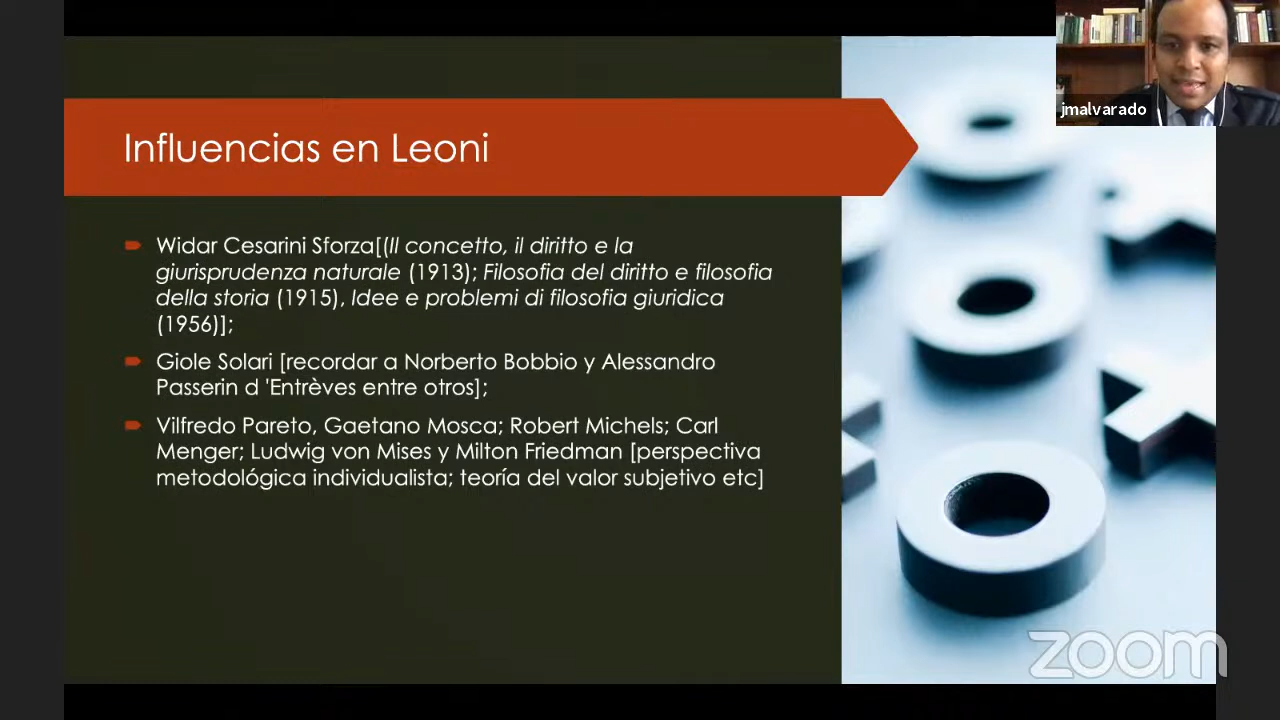 jmalvarado
Influencias en Leoni
Widar Cesarini Sforza[(Il concetto, il diritto e la
giurisprudenza naturale (1913); Filosofia del diritto e filosofia
della storia (1915), Idee e problemi di filosofia giuridica
(1956)];
Giole Solari [recordar a Norberto Bobbio y Alessandro
Passerin d 'Entrèves entre otros];
Vilfredo Pareto, Gaetano Mosca; Robert Michels; Carl
Menger; Ludwig von Mises y Milton Friedman [perspectiva
metodológica individualista; teoría del valor subjetivo etc]
zoom